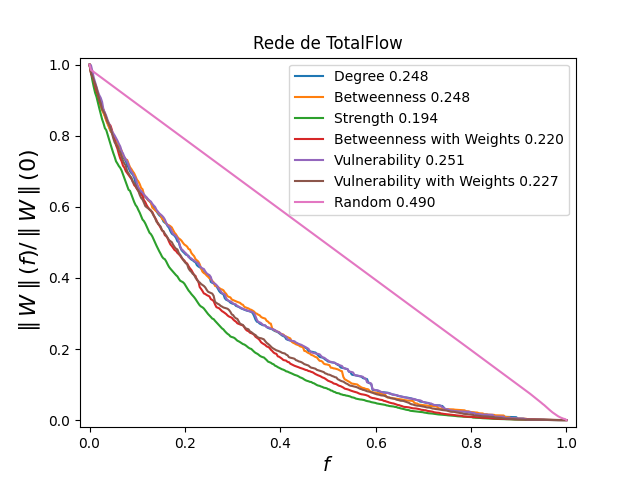 Rede de TotalFlow
Degree 0.248
Betweenness 0.248
Strength 0.194
Betweenness with Weights 0.220
Vulnerability 0.251
Vulnerability with Weights 0.227
Random 0.490
∥ W ∥ (f)/ ∥ W ∥ (0)
1.0
0.8
0.6
0.4
0.2
0.0
0.0 0.2 0.4 0.6 0.8 1.0
f